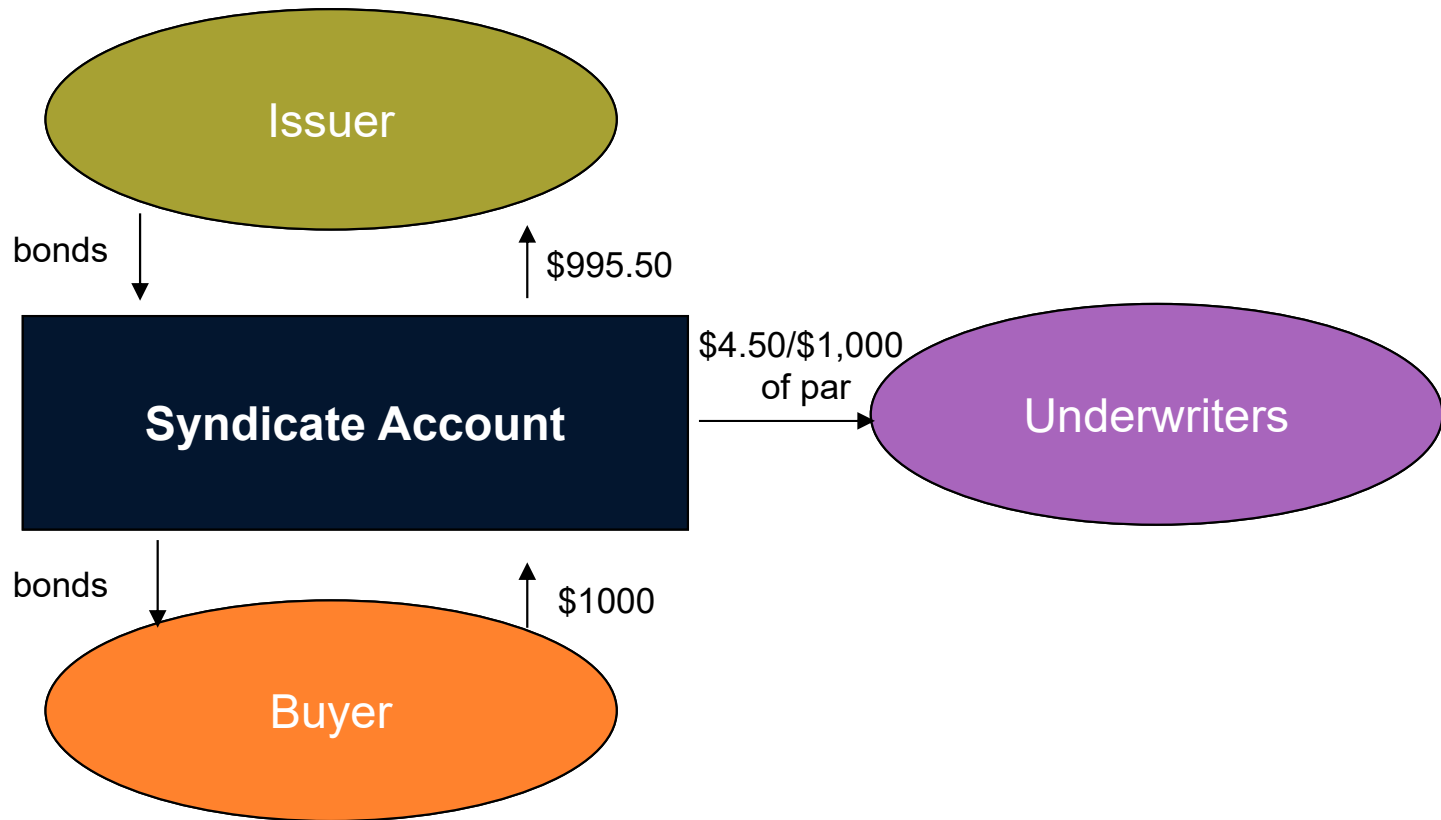 Issuer
bonds
$995.50
$4.50/$1,000
of par
Syndicate Account
Underwriters
bonds
$1000
Buyer